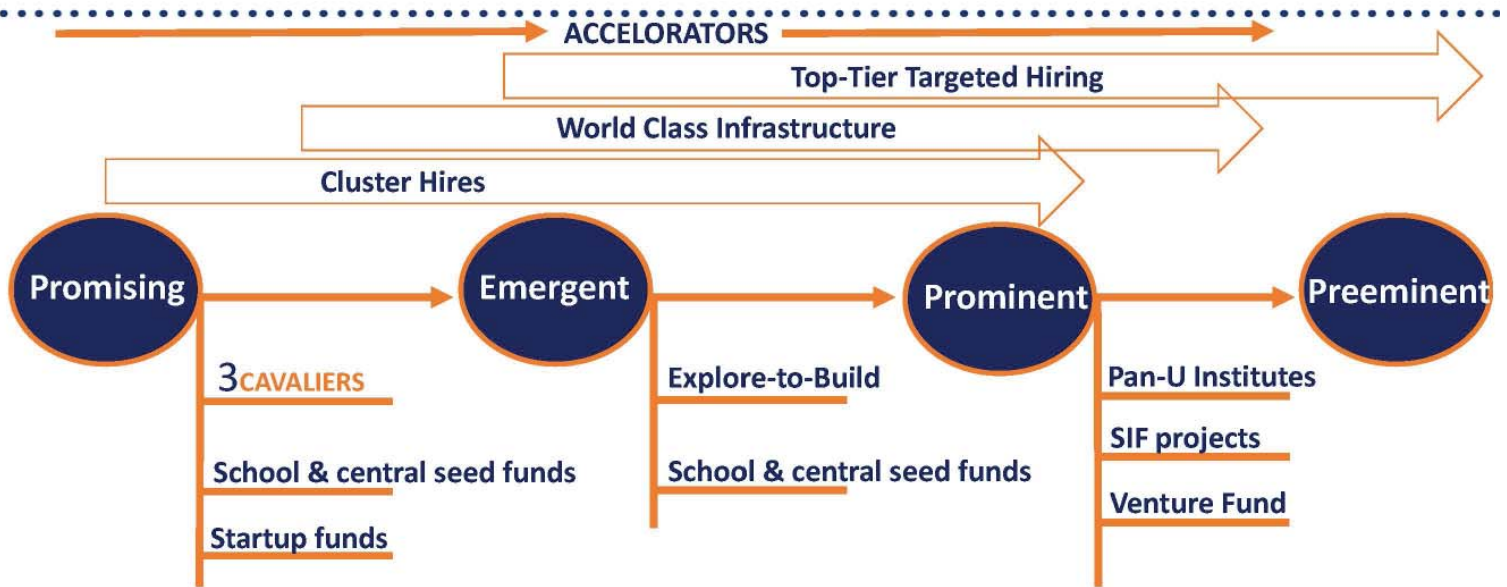 ACCELORATORS
Top-Tier Targeted Hiring
World Class Infrastructure
Cluster Hires
Promising
Emergent
Prominent
Preeminent
3CAVALIERS
School & central seed funds
Startup funds
Explore-to-Build
School & central seed funds
Pan-U Institutes
SIF projects
Venture Fund